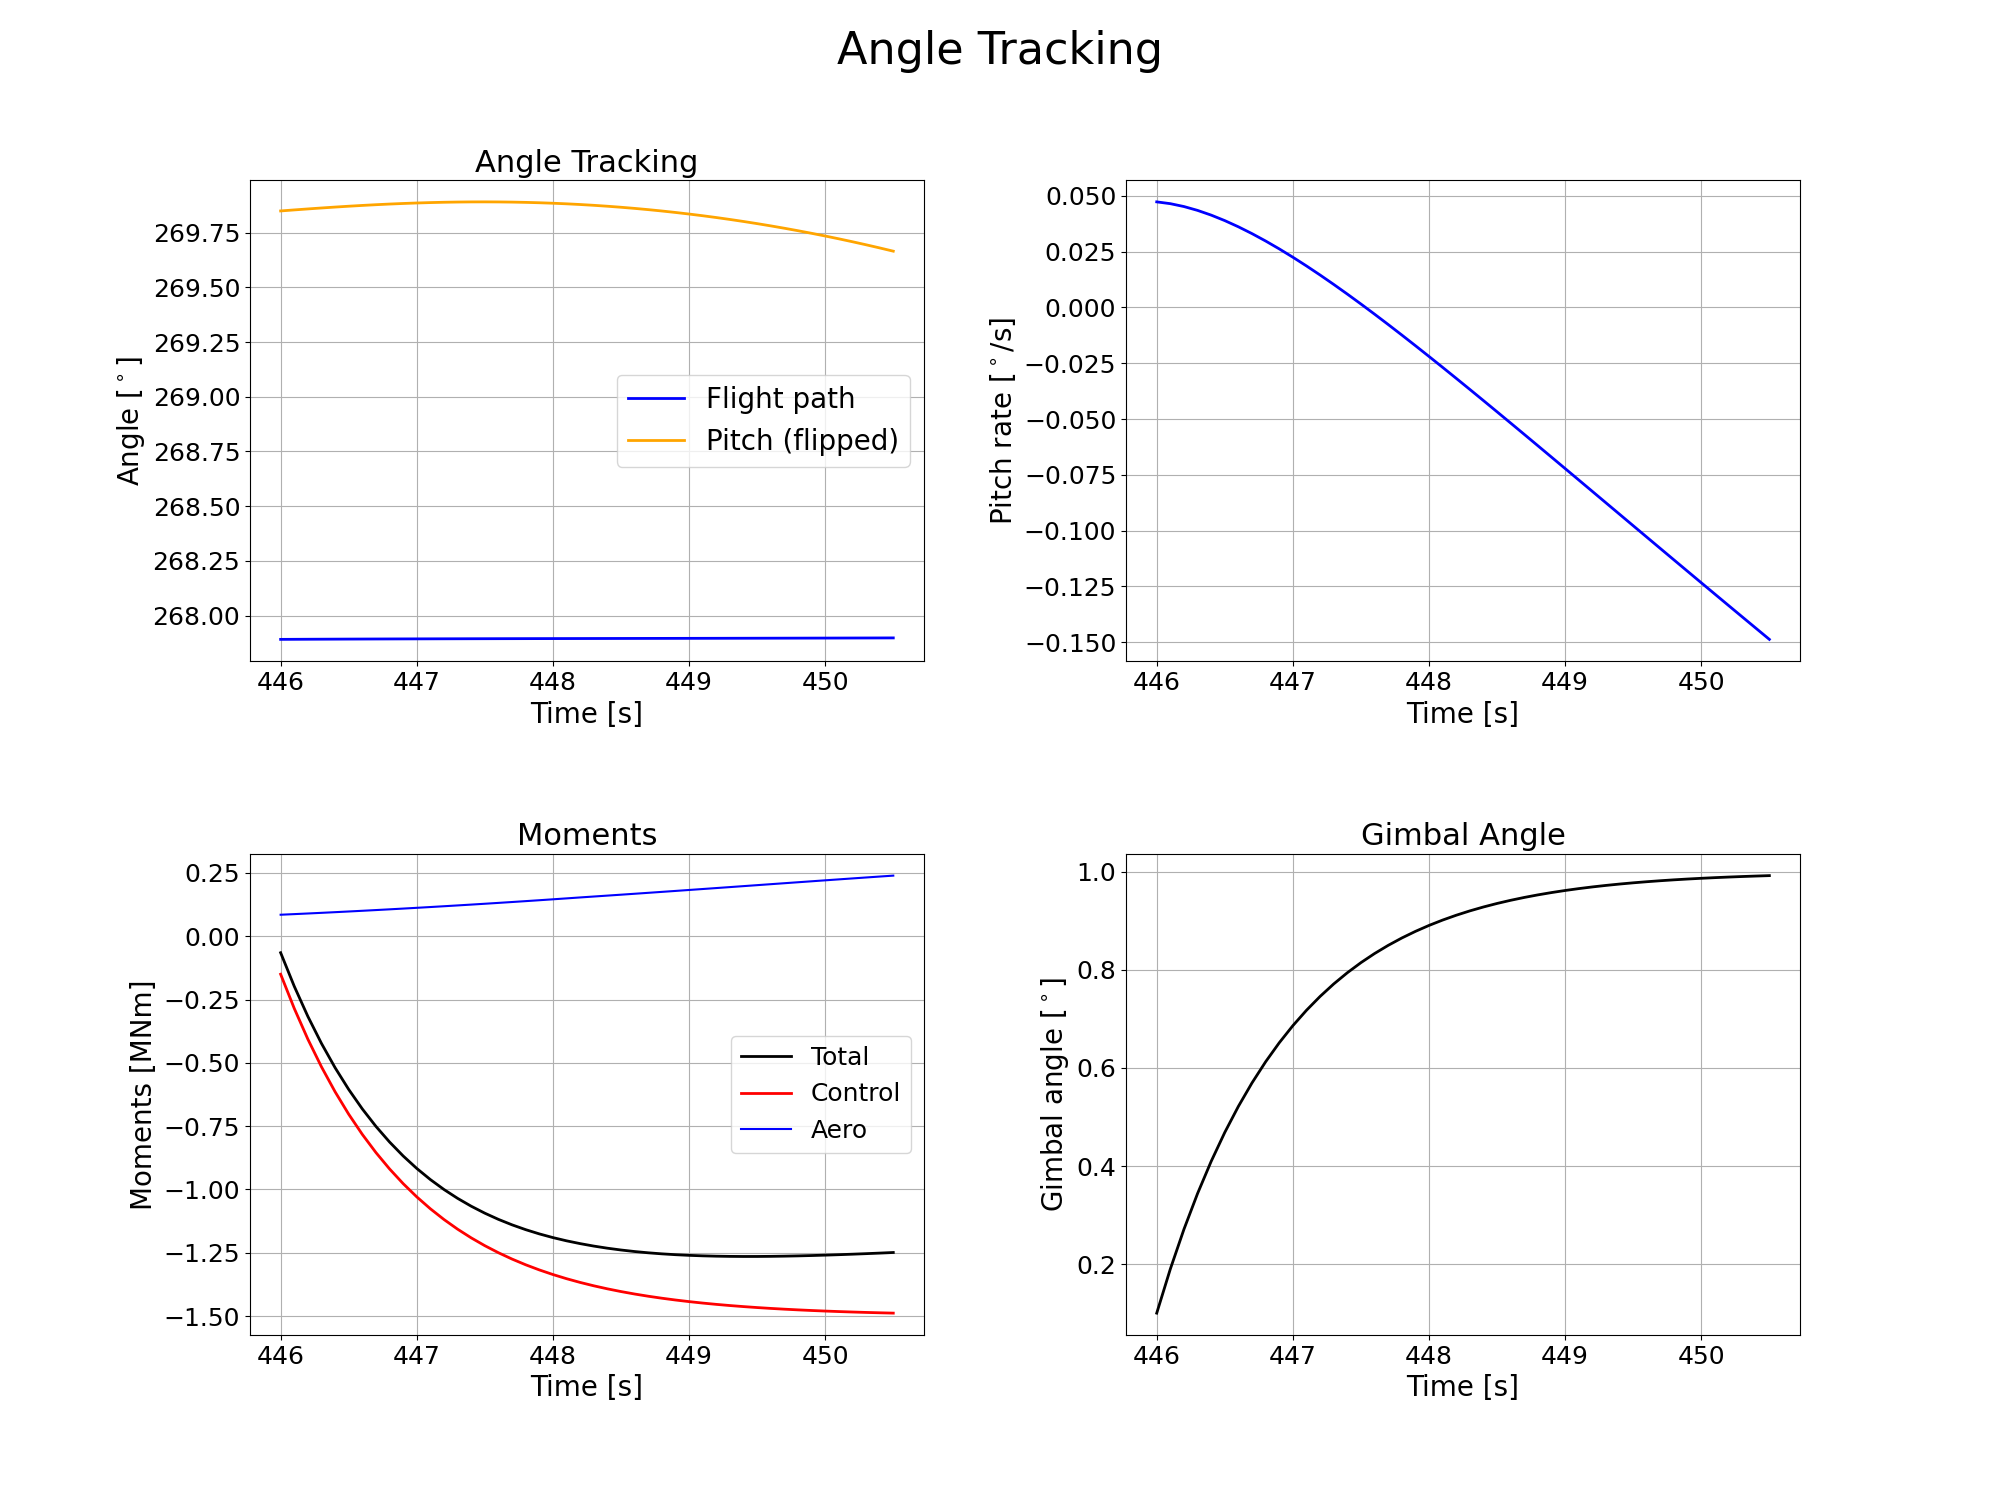 Angle Tracking
Angle Tracking
269.75
269.50
269.25
269.00
268.75
268.50
268.25
268.00
Angle [°]
Flight path
Pitch (flipped)
446 447 448 449 450
Time [s]
0.050
0.025
0.000
−0.025
−0.050
−0.075
−0.100
−0.125
−0.150
Pitch rate [°/s]
446 447 448 449 450
Time [s]
Moments
0.25
0.00
−0.25
−0.50
−0.75
−1.00
−1.25
−1.50
Moments [MNm]
Total
Control
Aero
446 447 448 449 450
Time [s]
Gimbal Angle
1.0
0.8
0.6
0.4
0.2
Gimbal angle [°]
446 447 448 449 450
Time [s]